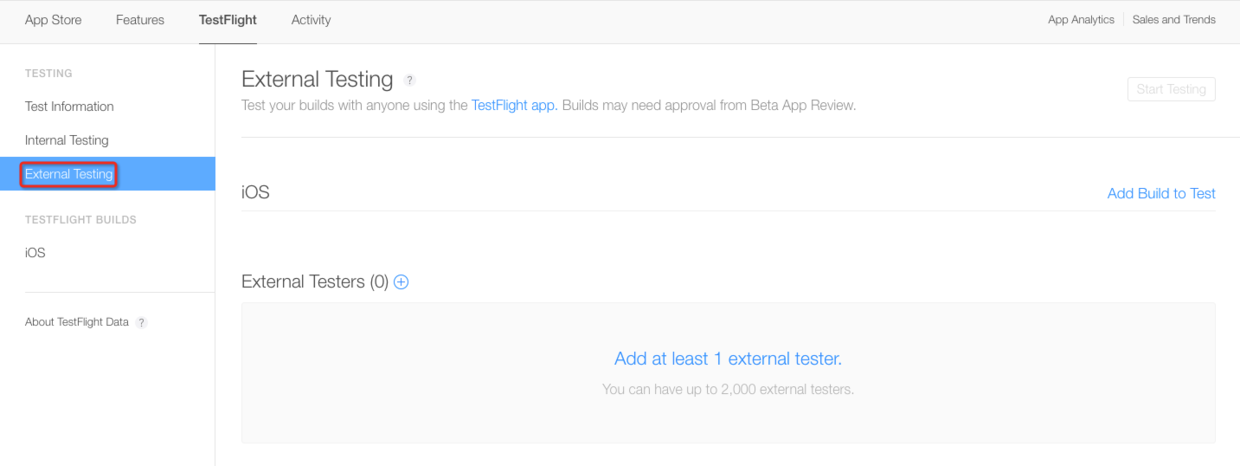 App Store Features TestFlight Activity App Analytics Sales and Trends
TESTING
Test Information
Internal Testing
External Testing
TESTFLIGHT BUILDS
iOS
About TestFlight Data ?
External Testing ?
Test your builds with anyone using the TestFlight app. Builds may need approval from Beta App Review.
Start Testing
iOS
Add Build to Test
External Testers (0)
Add at least 1 external tester.
You can have up to 2,000 external testers.